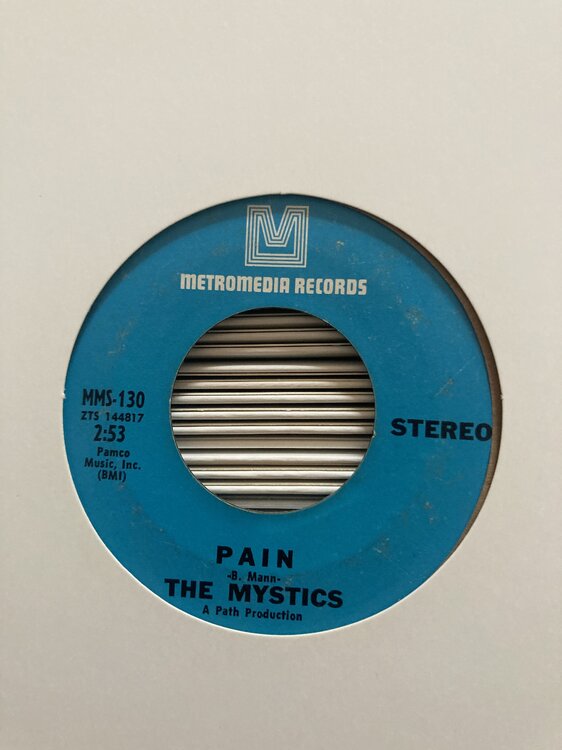 M
METROMEDIA RECORDS
MMS-130
ZTS 144817
2:53
Pamco
Music, Inc.
(BMI)
STEREO
PAIN
-B. Mann-
THE MYSTICS
A Path Production